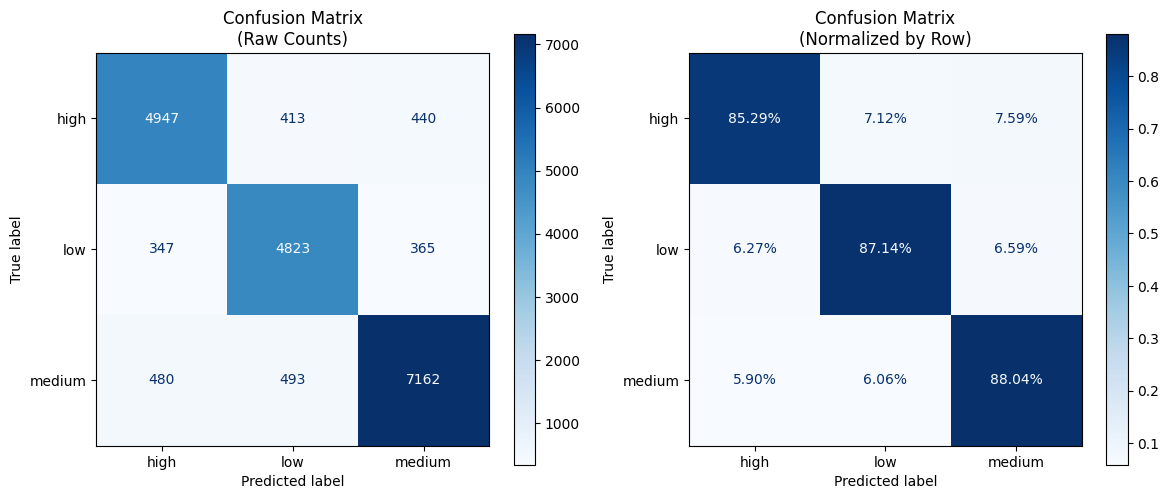 Confusion Matrix
(Raw Counts)
True label
high
4947 413 440
low
347 4823 365
medium
480 493 7162
high low medium
Predicted label
7000
6000
5000
4000
3000
2000
1000
Confusion Matrix
(Normalized by Row)
True label
high
85.29% 7.12% 7.59%
low
6.27% 87.14% 6.59%
medium
5.90% 6.06% 88.04%
high low medium
Predicted label
0.8
0.7
0.6
0.5
0.4
0.3
0.2
0.1